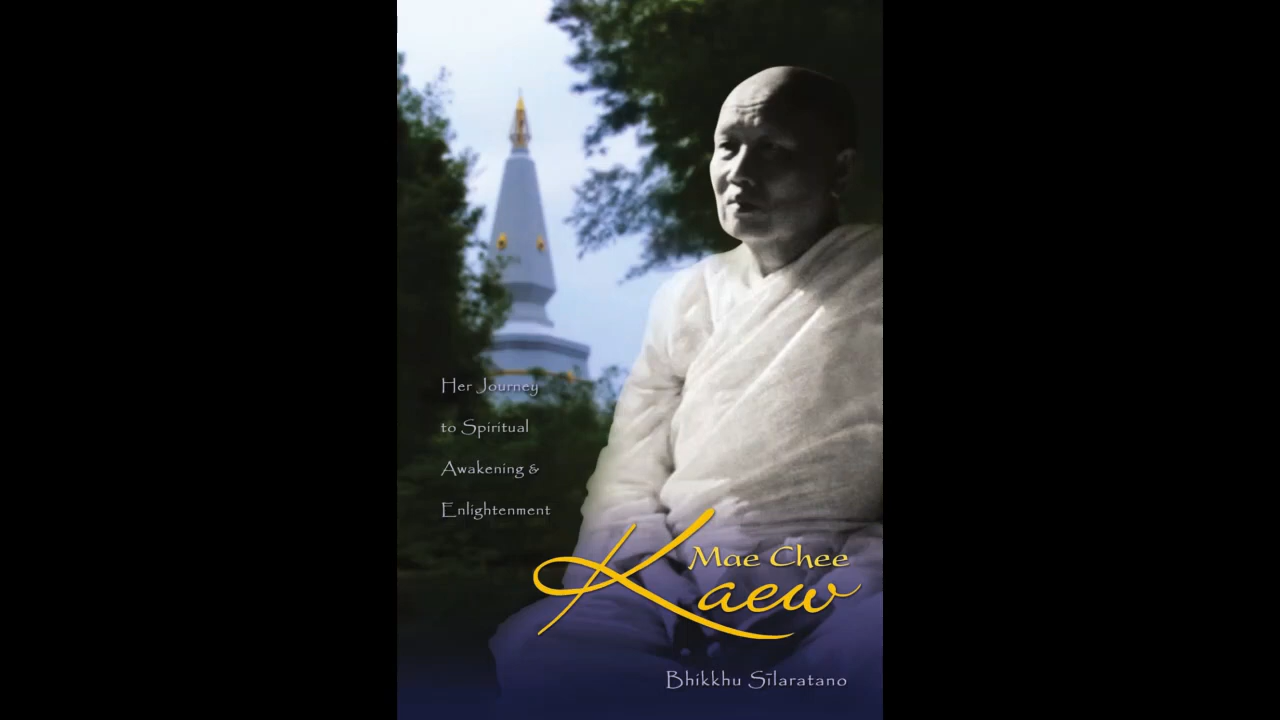 Her Journey
to Spiritual
Awakening &
Enlightenment
Mae Chee
Kaew
Bhikkhu Sīlaratano